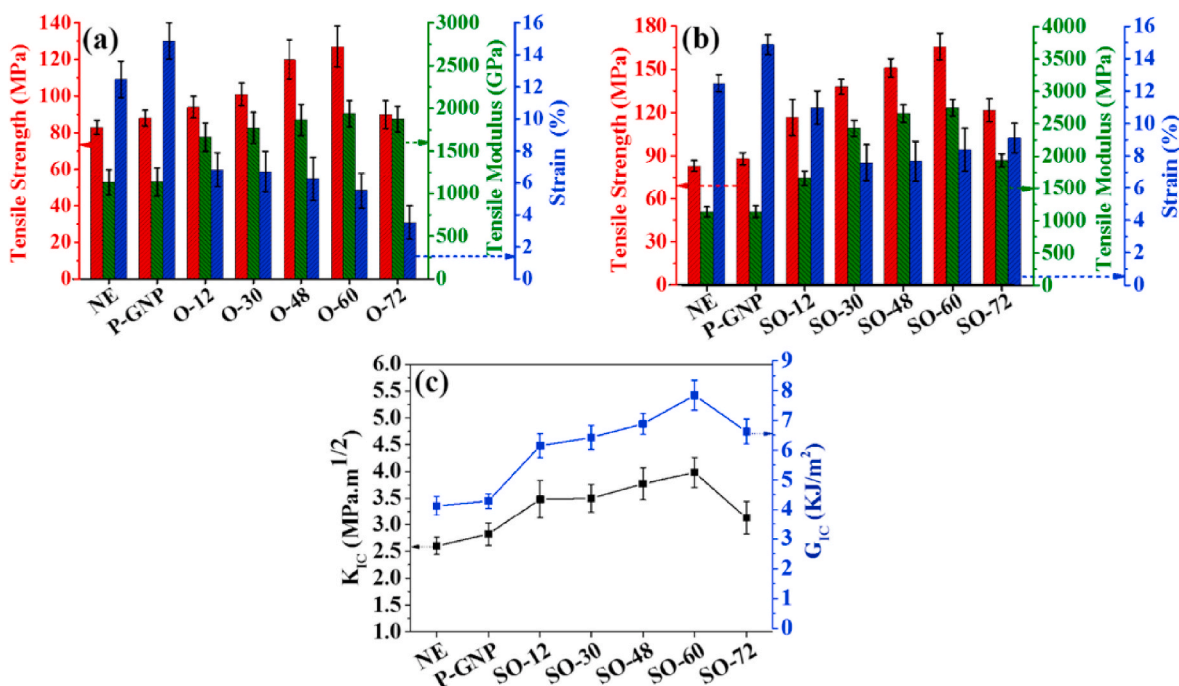 (a)
Tensile Strength (MPa)
140
120
100
80
60
40
20
0
NE
P-GNP
O-12
O-30
O-48
O-60
O-72
3000
2500
2000
1500
1000
500
0
Tensile Modulus (GPa)
16
14
12
10
8
6
4
2
0
Strain (%)
(b)
Tensile Strength (MPa)
180
150
120
90
60
30
0
NE
P-GNP
SO-12
SO-30
SO-48
SO-60
SO-72
4000
3500
3000
2500
2000
1500
1000
500
0
Tensile Modulus (MPa)
16
14
12
10
8
6
4
2
0
Strain (%)
(c)
K_IC (MPa.m^1/2)
6.0
5.5
5.0
4.5
4.0
3.5
3.0
2.5
2.0
1.5
1.0
NE
P-GNP
SO-12
SO-30
SO-48
SO-60
SO-72
9
8
7
6
5
4
3
2
1
0
G_IC (KJ/m^2)